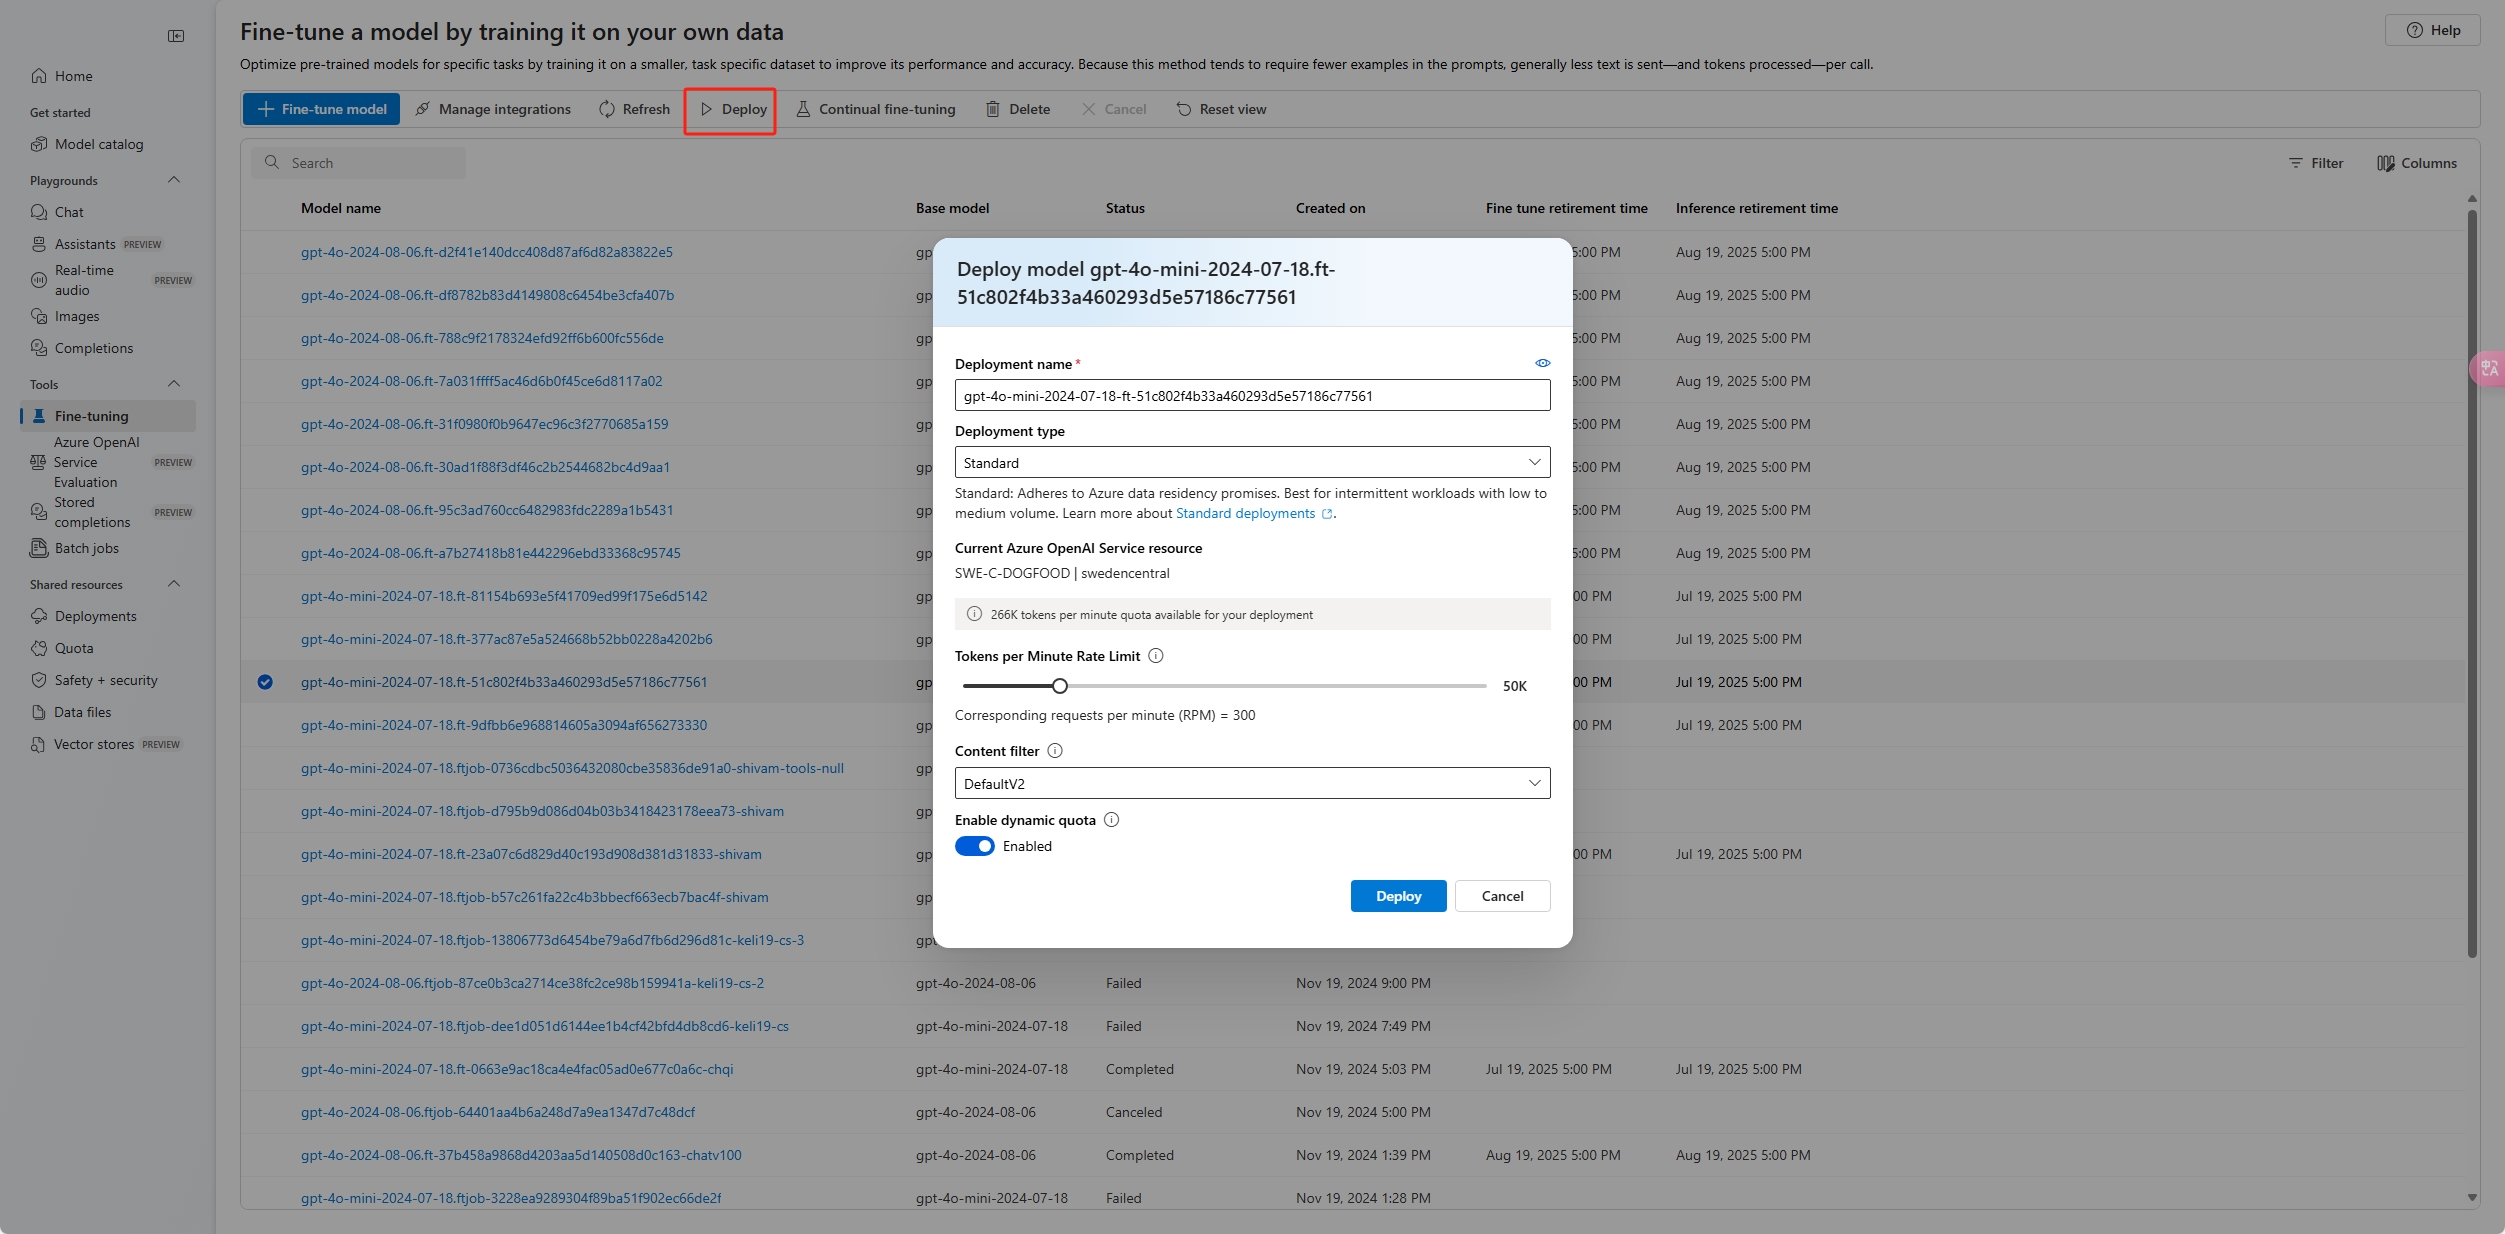 Fine-tune a model by training it on your own data
Help
Optimize pre-trained models for specific tasks by training it on a smaller, task specific dataset to improve its performance and accuracy. Because this method tends to require fewer examples in the prompts, generally less text is sent—and tokens processed—per call.
Home
Get started
Model catalog
Playgrounds
Chat
Assistants PREVIEW
Real-time
audio PREVIEW
Images
Completions
Tools
Fine-tuning
Azure OpenAI
Service PREVIEW
Evaluation
Stored
completions PREVIEW
Batch jobs
Shared resources
Deployments
Quota
Safety + security
Data files
Vector stores PREVIEW
Fine-tune model Manage integrations Refresh Deploy Continual fine-tuning Delete Cancel Reset view
Search Filter Columns
Model name Base model Status Created on Fine tune retirement time Inference retirement time
gpt-4o-2024-08-06.ft-d2f41e140dcc408d87af6d82a83822e5 gp 5:00 PM Aug 19, 2025 5:00 PM
gpt-4o-2024-08-06.ft-df8782b83d4149808c6454be3cfa407b gp 5:00 PM Aug 19, 2025 5:00 PM
gpt-4o-2024-08-06.ft-788c9f2178324efd92ff6b600fc556de gp 5:00 PM Aug 19, 2025 5:00 PM
gpt-4o-2024-08-06.ft-7a031ffff5ac46d6b0f45ce6d8117a02 gp 5:00 PM Aug 19, 2025 5:00 PM
gpt-4o-2024-08-06.ft-31f0980f0b9647ec96c3f2770685a159 gp 5:00 PM Aug 19, 2025 5:00 PM
gpt-4o-2024-08-06.ft-30ad1f88f3df46c2b2544682bc4d9aa1 gp 5:00 PM Aug 19, 2025 5:00 PM
gpt-4o-2024-08-06.ft-95c3ad760cc6482983fdc2289a1b5431 gp 5:00 PM Aug 19, 2025 5:00 PM
gpt-4o-2024-08-06.ft-a7b27418b81e442296ebd33368c95745 gp 5:00 PM Aug 19, 2025 5:00 PM
gpt-4o-mini-2024-07-18.ft-81154b693e5f41709ed99f175e6d5142 gp 00 PM Jul 19, 2025 5:00 PM
gpt-4o-mini-2024-07-18.ft-377ac87e5a524668b52bb0228a4202b6 gp 00 PM Jul 19, 2025 5:00 PM
gpt-4o-mini-2024-07-18.ft-51c802f4b33a460293d5e57186c77561 gp 00 PM Jul 19, 2025 5:00 PM
gpt-4o-mini-2024-07-18.ft-9dfbb6e968814605a3094af656273330 gp 00 PM Jul 19, 2025 5:00 PM
gpt-4o-mini-2024-07-18.ftjob-0736cdbc5036432080cbe35836de91a0-shivam-tools-null gp
gpt-4o-mini-2024-07-18.ftjob-d795b9d086d04b03b3418423178eea73-shivam gp
gpt-4o-mini-2024-07-18.ft-23a07c6d829d40c193d908d381d31833-shivam gp 00 PM Jul 19, 2025 5:00 PM
gpt-4o-mini-2024-07-18.ftjob-b57c261fa22c4b3bbecf663ecb7bac4f-shivam gp
gpt-4o-mini-2024-07-18.ftjob-13806773d6454be79a6d7fb6d296d81c-keli19-cs-3 gp
gpt-4o-2024-08-06.ftjob-87ce0b3ca2714ce38fc2ce98b159941a-keli19-cs-2 gpt-4o-2024-08-06 Failed Nov 19, 2024 9:00 PM
gpt-4o-mini-2024-07-18.ftjob-dee1d051d6144ee1b4cf42bfd4db8cd6-keli19-cs gpt-4o-mini-2024-07-18 Failed Nov 19, 2024 7:49 PM
gpt-4o-mini-2024-07-18.ft-0663e9ac18ca4e4fac05ad0e677c0a6c-chqi gpt-4o-mini-2024-07-18 Completed Nov 19, 2024 5:03 PM Jul 19, 2025 5:00 PM Jul 19, 2025 5:00 PM
gpt-4o-2024-08-06.ftjob-64401aa4b6a248d7a9ea1347d7c48dcf gpt-4o-2024-08-06 Canceled Nov 19, 2024 5:00 PM
gpt-4o-2024-08-06.ft-37b458a9868d4203aa5d140508d0c163-chatv100 gpt-4o-2024-08-06 Completed Nov 19, 2024 1:39 PM Aug 19, 2025 5:00 PM Aug 19, 2025 5:00 PM
gpt-4o-mini-2024-07-18.ftjob-3228ea9289304f89ba51f902ec66de2f gpt-4o-mini-2024-07-18 Failed Nov 19, 2024 1:28 PM
Deploy model gpt-4o-mini-2024-07-18.ft-
51c802f4b33a460293d5e57186c77561
Deployment name *
gpt-4o-mini-2024-07-18-ft-51c802f4b33a460293d5e57186c77561
Deployment type
Standard
Standard: Adheres to Azure data residency promises. Best for intermittent workloads with low to
medium volume. Learn more about Standard deployments .
Current Azure OpenAI Service resource
SWE-C-DOGFOOD | swedencentral
266K tokens per minute quota available for your deployment
Tokens per Minute Rate Limit
50K
Corresponding requests per minute (RPM) = 300
Content filter
DefaultV2
Enable dynamic quota
Enabled
Deploy Cancel